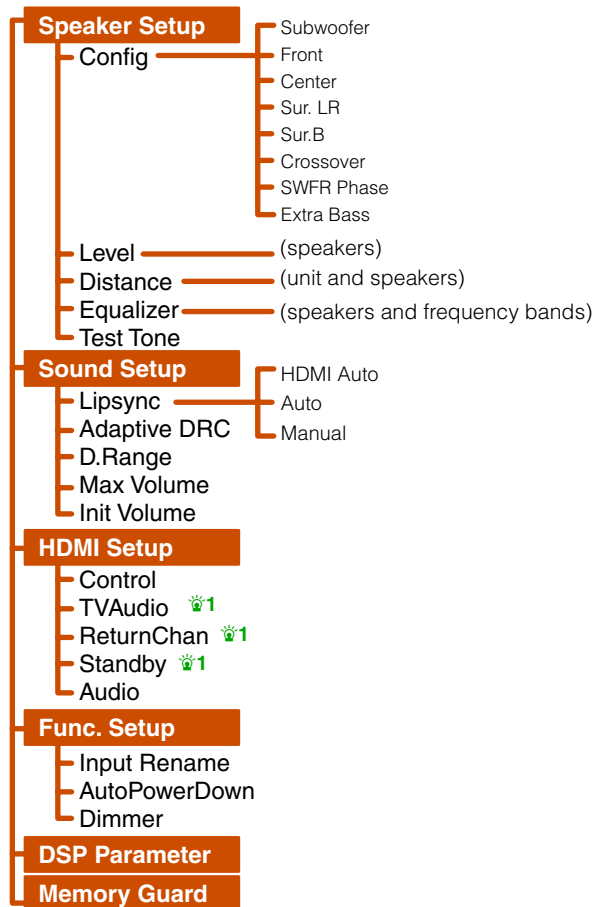 Speaker Setup
Config
Subwoofer
Front
Center
Sur. LR
Sur.B
Crossover
SWFR Phase
Extra Bass
Level
(speakers)
Distance
(unit and speakers)
Equalizer
(speakers and frequency bands)
Test Tone
Sound Setup
Lipsync
HDMI Auto
Auto
Manual
Adaptive DRC
D.Range
Max Volume
Init Volume
HDMI Setup
Control
TVAudio 1
ReturnChan 1
Standby 1
Audio
Func. Setup
Input Rename
AutoPowerDown
Dimmer
DSP Parameter
Memory Guard